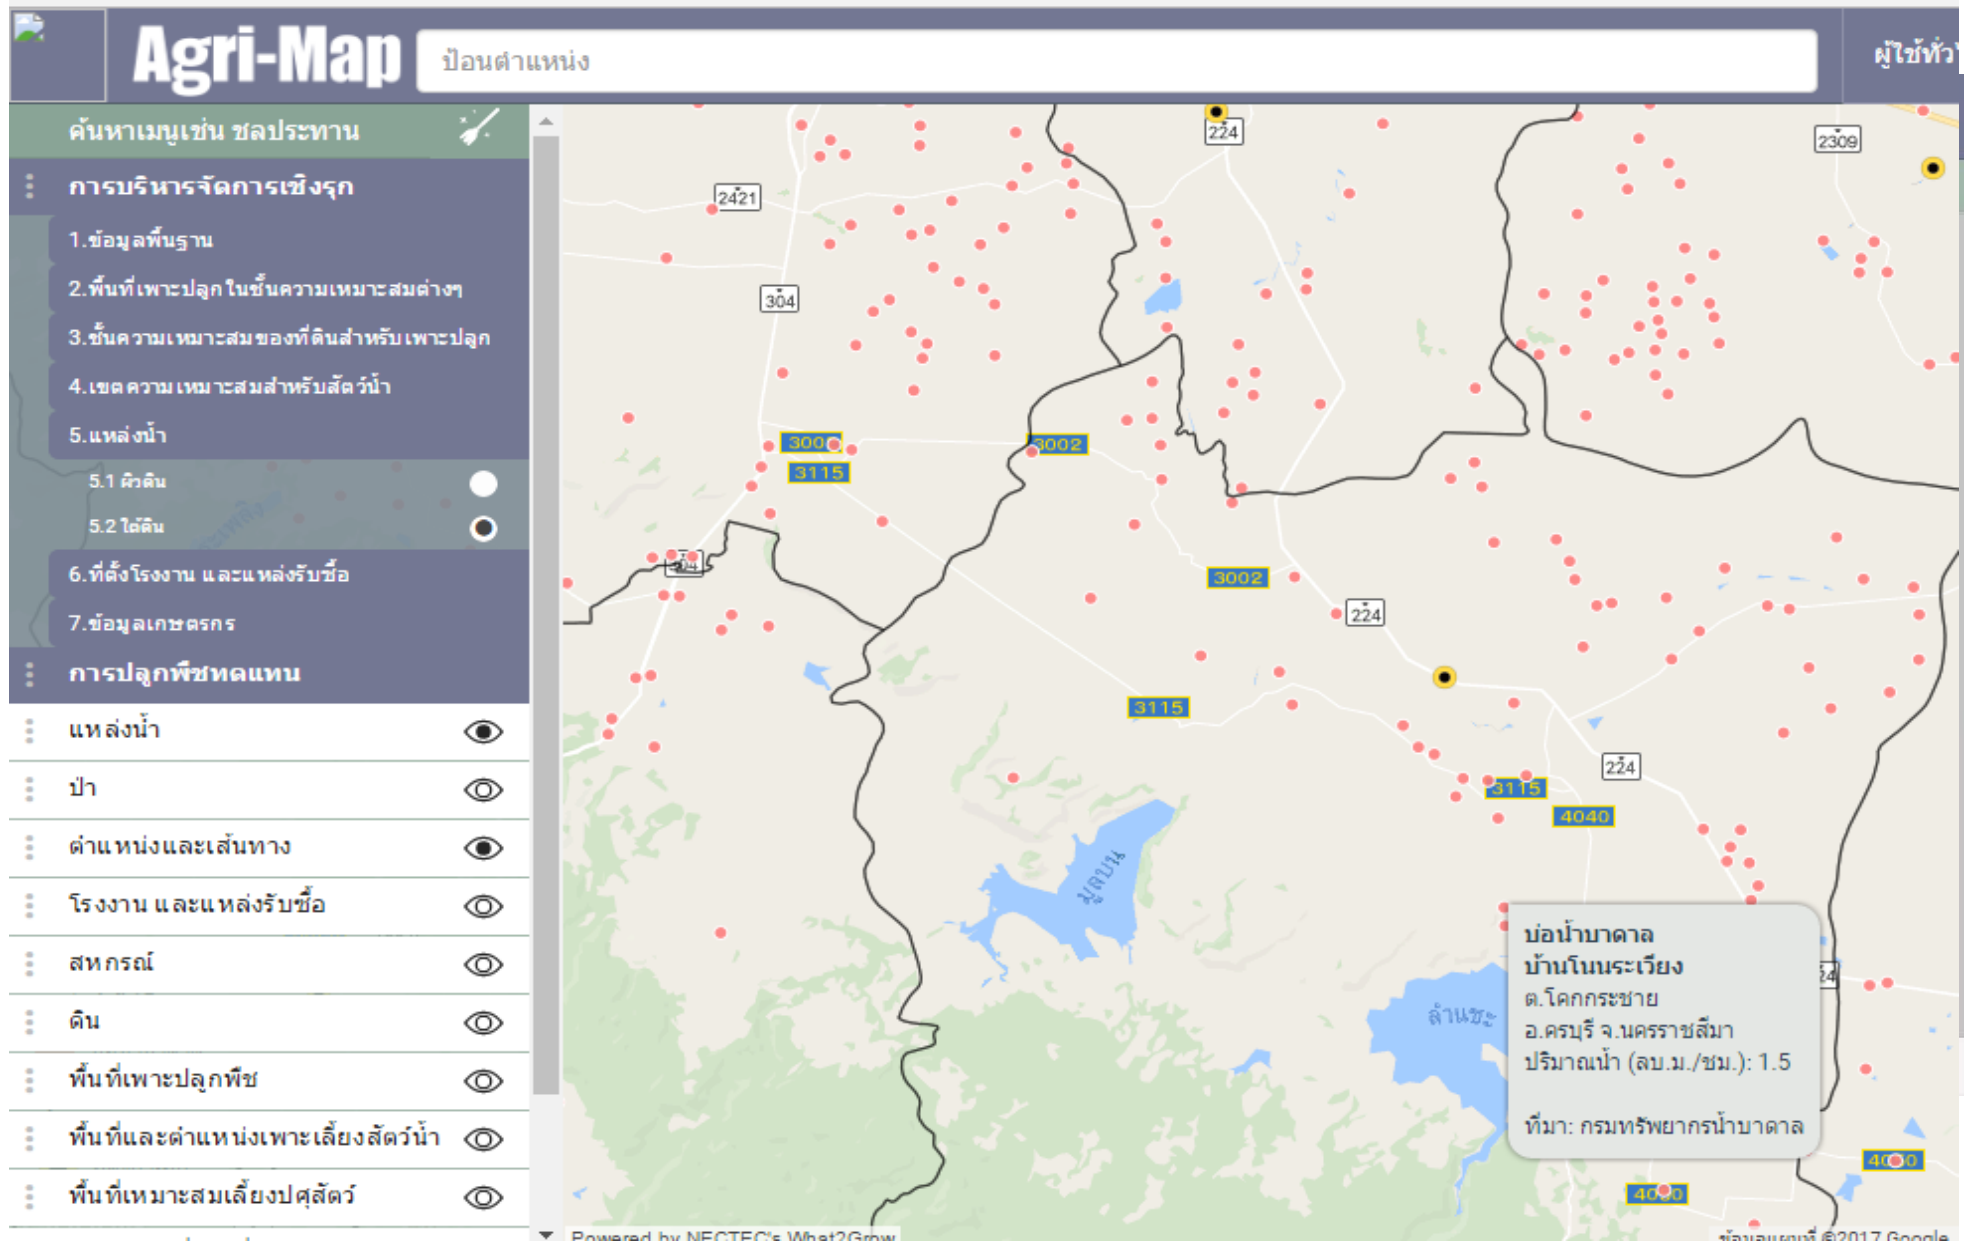 Agri-Map
ป้อนตำแหน่ง
ผู้ใช้ทั่ว
ค้นหาเมนูเช่น ชลประทาน
การบริหารจัดการเชิงรุก
1.ข้อมูลพื้นฐาน
2.พื้นที่เพาะปลูกในชั้นความเหมาะสมต่างๆ
3.ชั้นความเหมาะสมของที่ดินสำหรับเพาะปลูก
4.เขตความเหมาะสมสำหรับสัตว์น้ำ
5.แหล่งน้ำ
5.1 ผิวดิน
5.2 ใต้ดิน
6.ที่ตั้งโรงงาน และแหล่งรับซื้อ
7.ข้อมูลเกษตรกร
การปลูกพืชทดแทน
แหล่งน้ำ
ป่า
ตำแหน่งและเส้นทาง
โรงงาน และแหล่งรับซื้อ
สหกรณ์
ดิน
พื้นที่เพาะปลูกพืช
พื้นที่และตำแหน่งเพาะเลี้ยงสัตว์น้ำ
พื้นที่เหมาะสมเลี้ยงปศุสัตว์
224
2309
2421
304
3002
3115
304
3002
224
3115
224
3115
4040
มูลบน
ลำแชะ
บ่อน้ำบาดาล
บ้านโนนระเวียง
ต.โคกกระชาย
อ.ครบุรี จ.นครราชสีมา
ปริมาณน้ำ (ลบ.ม./ชม.): 1.5
ที่มา: กรมทรัพยากรน้ำบาดาล
Powered by NECTEC's What2Grow
ข้อมูลแผนที่ ©2017 Google